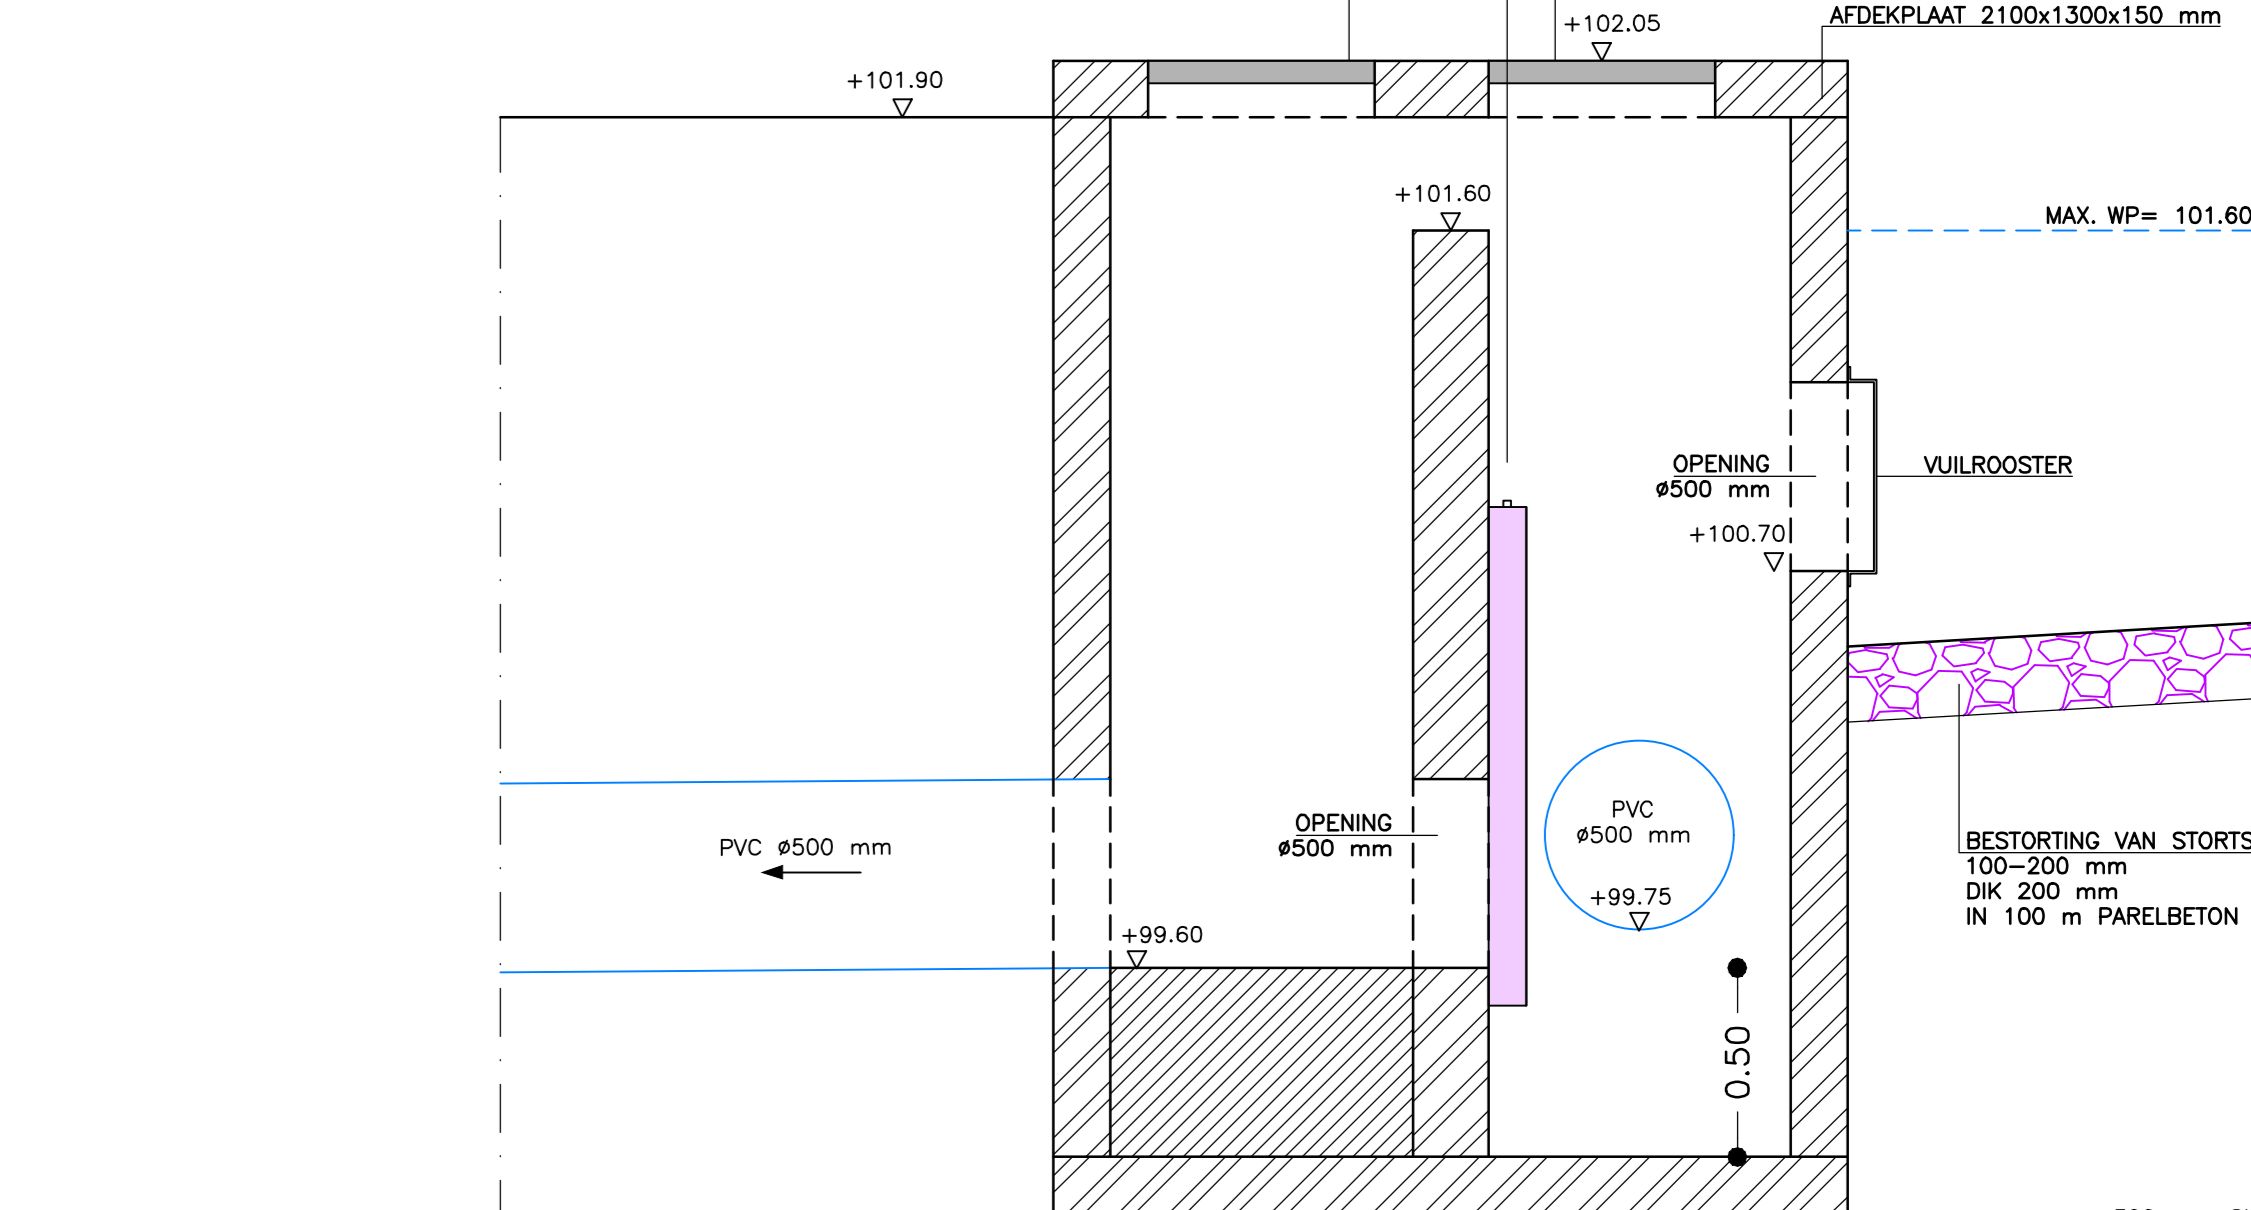 AFDEKPLAAT 2100x1300x150 mm
+102.05
+101.90
+101.60
MAX. WP= 101.60
OPENING
ø500 mm
VUILROOSTER
+100.70
PVC
ø500 mm
+99.75
OPENING
ø500 mm
PVC ø500 mm
+99.60
BESTORTING VAN STORTS
100-200 mm
DIK 200 mm
IN 100 m PARELBETON
0.50